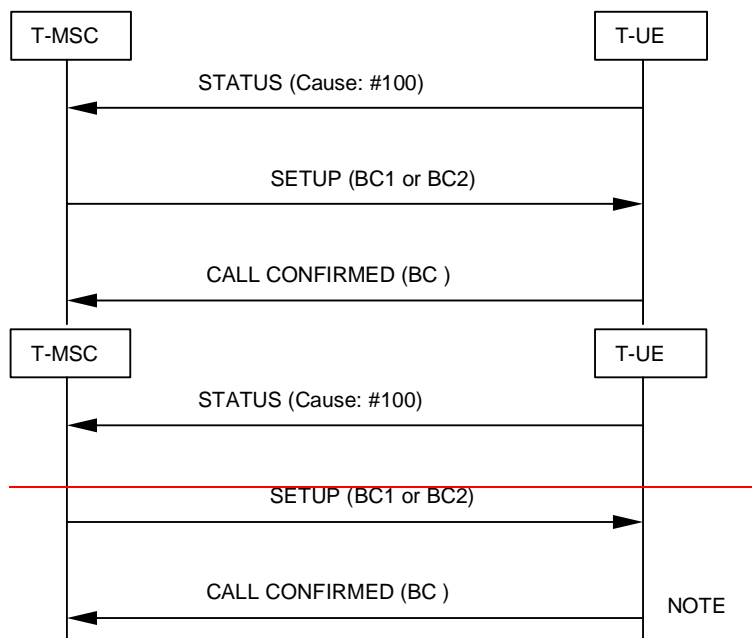 T-MSC T-UE
STATUS (Cause: #100)
SETUP (BC1 or BC2)
CALL CONFIRMED (BC )
T-MSC T-UE
STATUS (Cause: #100)
SETUP (BC1 or BC2)
CALL CONFIRMED (BC )
NOTE